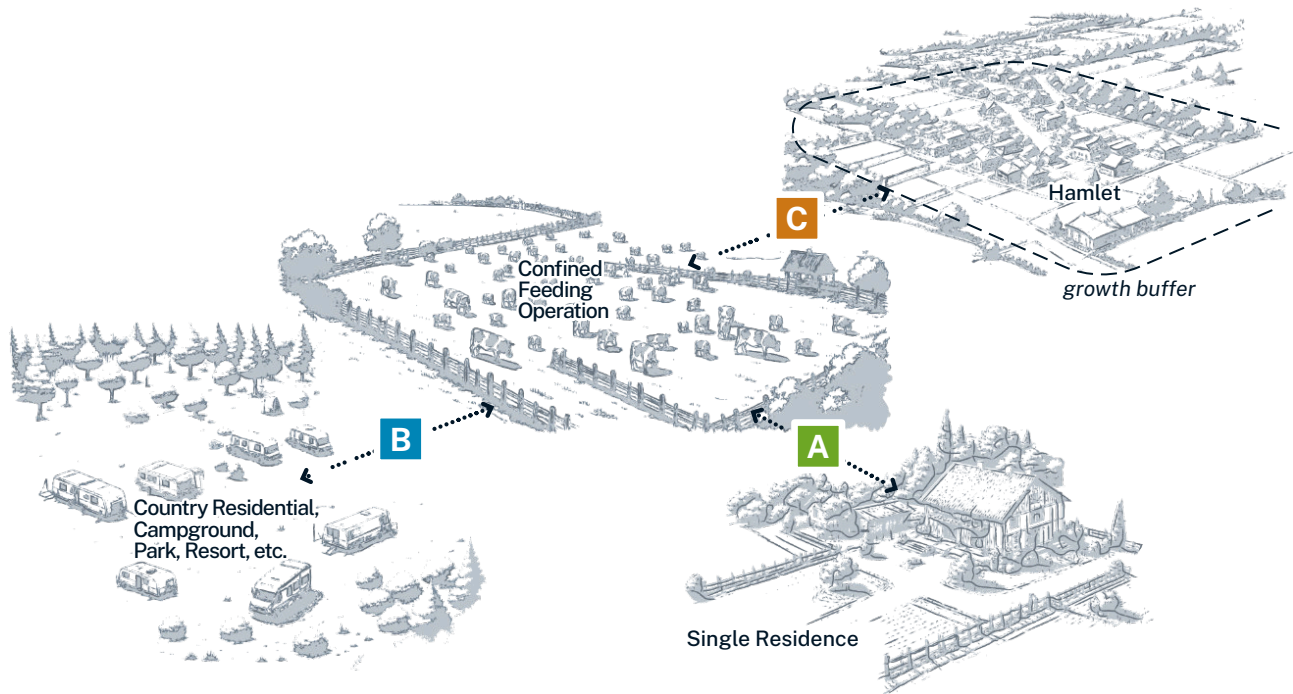 Hamlet
C
growth buffer
Confined
Feeding
Operation
B
A
Country Residential,
Campground,
Park, Resort, etc.
Single Residence